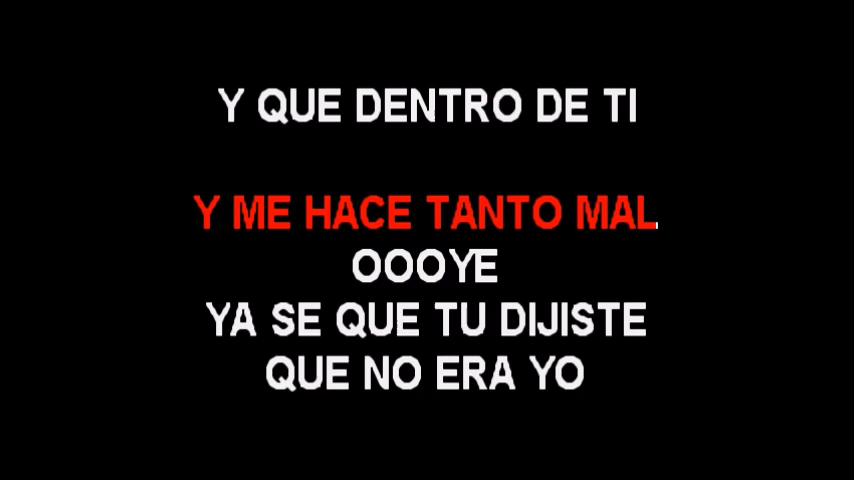 Y QUE DENTRO DE TI
Y ME HACE TANTO MAL
OOOYE
YA SE QUE TU DIJISTE
QUE NO ERA YO